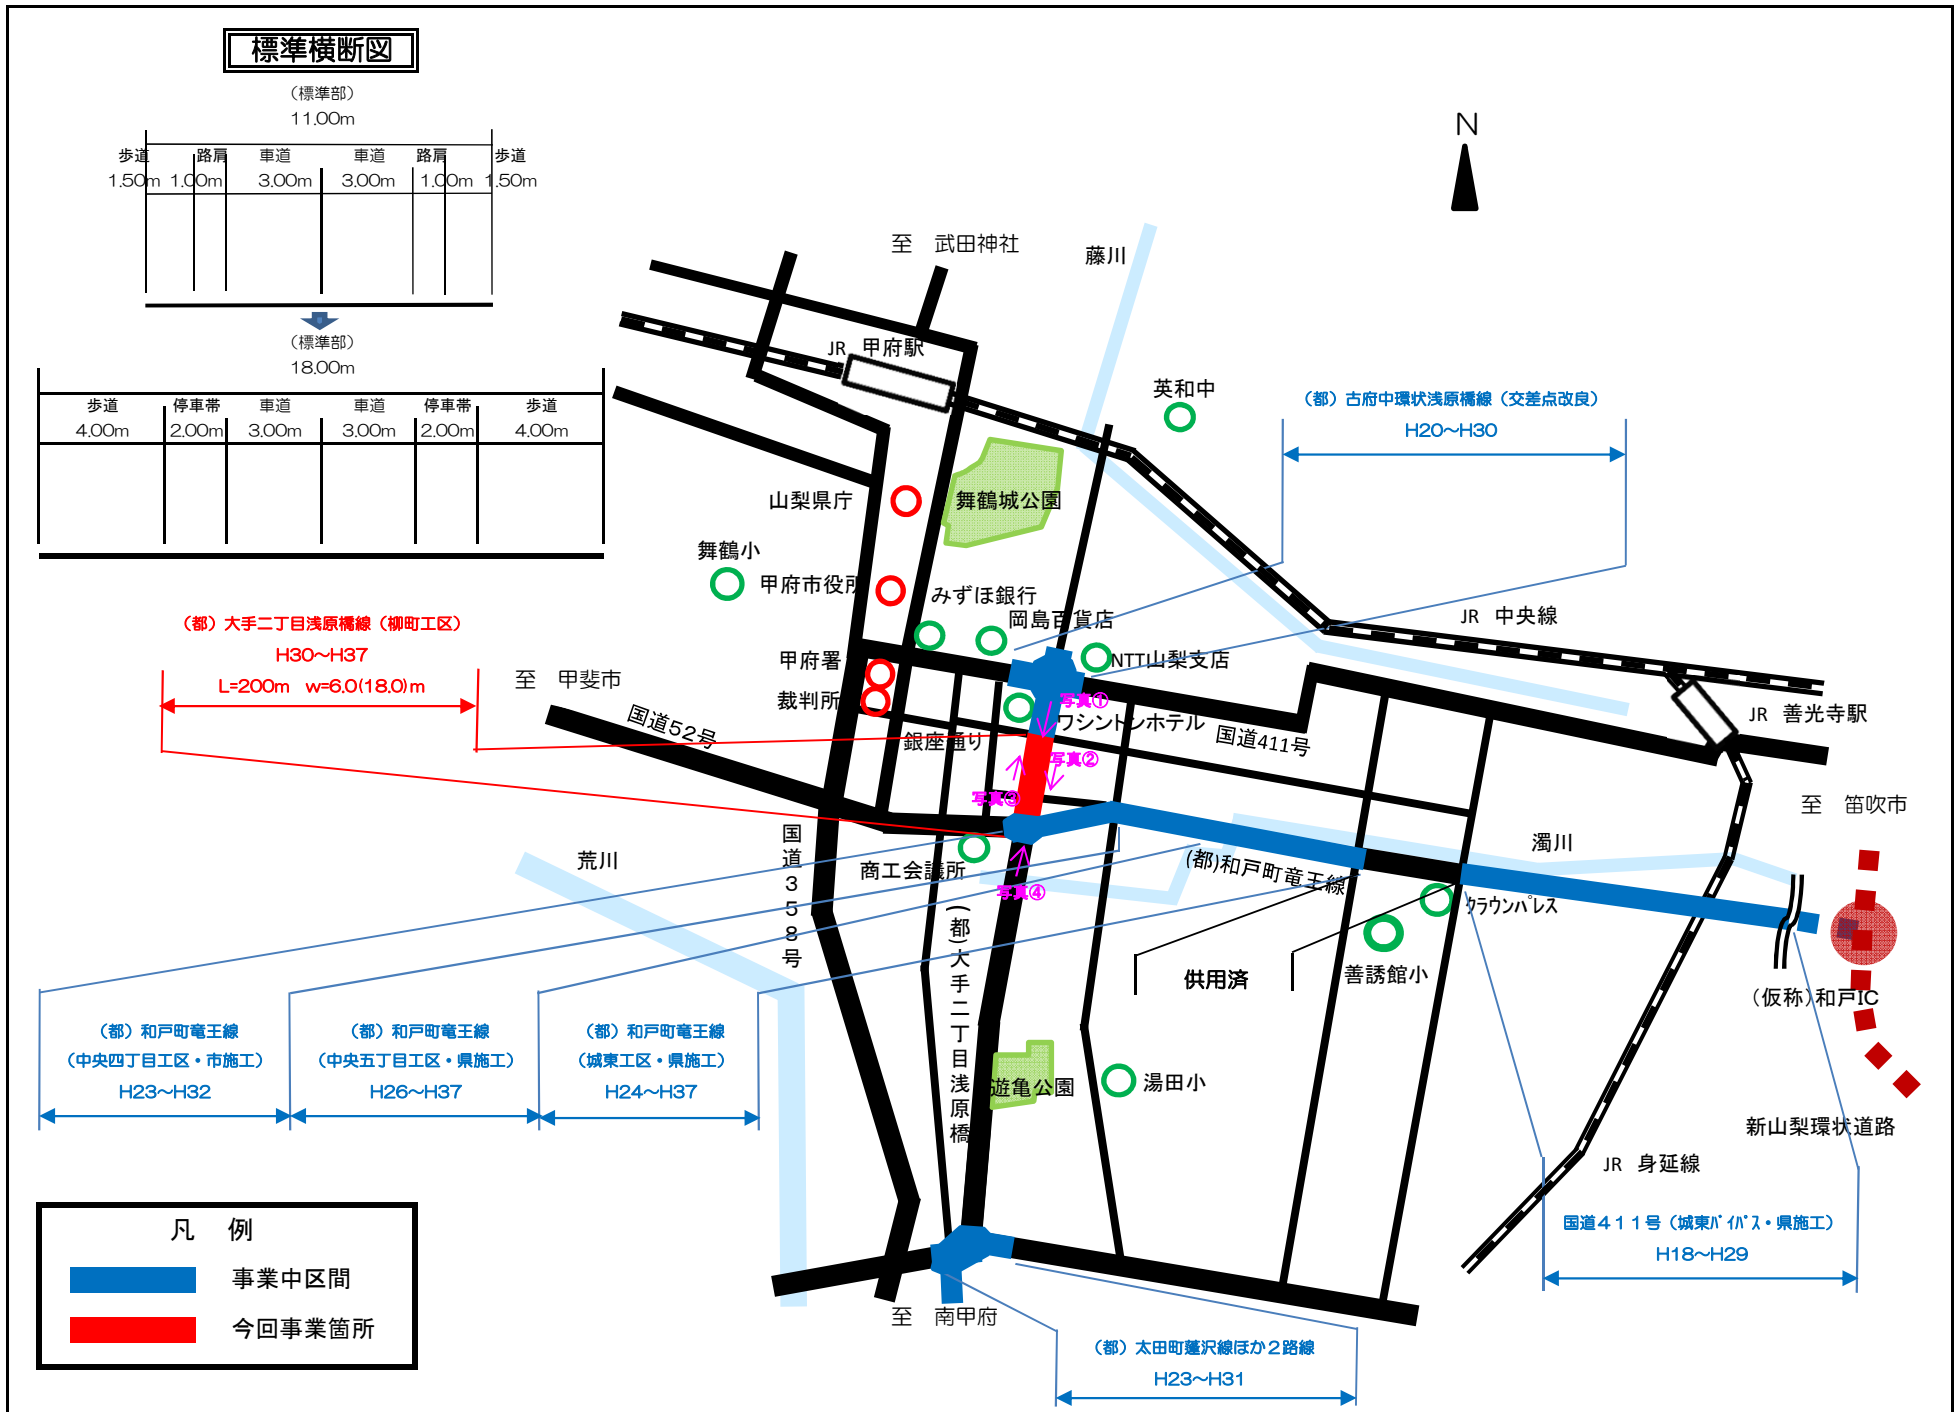 標準横断図
（標準部）
11.00m
歩道 路肩 車道 車道 路肩 歩道
1.50m 1.00m 3.00m 3.00m 1.00m 1.50m
（標準部）
18.00m
歩道 停車帯 車道 車道 停車帯 歩道
4.00m 2.00m 3.00m 3.00m 2.00m 4.00m
N
至　武田神社
藤川
JR　甲府駅
英和中
（都）古府中環状浅原橋線（交差点改良）
H20～H30
山梨県庁
舞鶴城公園
舞鶴小
甲府市役所
みずほ銀行
岡島百貨店
JR　中央線
（都）大手二丁目浅原橋線（柳町工区）
H30～H37
L=200m　w=6.0(18.0)m
甲府署
NTT山梨支店
至　甲斐市
裁判所
写真①
ワシントンホテル
JR　善光寺駅
国道52号
銀座通り
国道411号
写真②
写真③
至　笛吹市
国道３５８号
荒川
商工会議所
写真④
(都)和戸町竜王線
濁川
クラウンパレス
(都)大手二丁目浅原橋
供用済
善誘館小
（仮称）和戸IC
（都）和戸町竜王線
（中央四丁目工区・市施工）
H23～H32
（都）和戸町竜王線
（中央五丁目工区・県施工）
H26～H37
（都）和戸町竜王線
（城東工区・県施工）
H24～H37
遊亀公園
湯田小
新山梨環状道路
JR　身延線
国道４１１号（城東バイパス・県施工）
H18～H29
凡　例
事業中区間
今回事業箇所
至　南甲府
（都）太田町蓬沢線ほか２路線
H23～H31